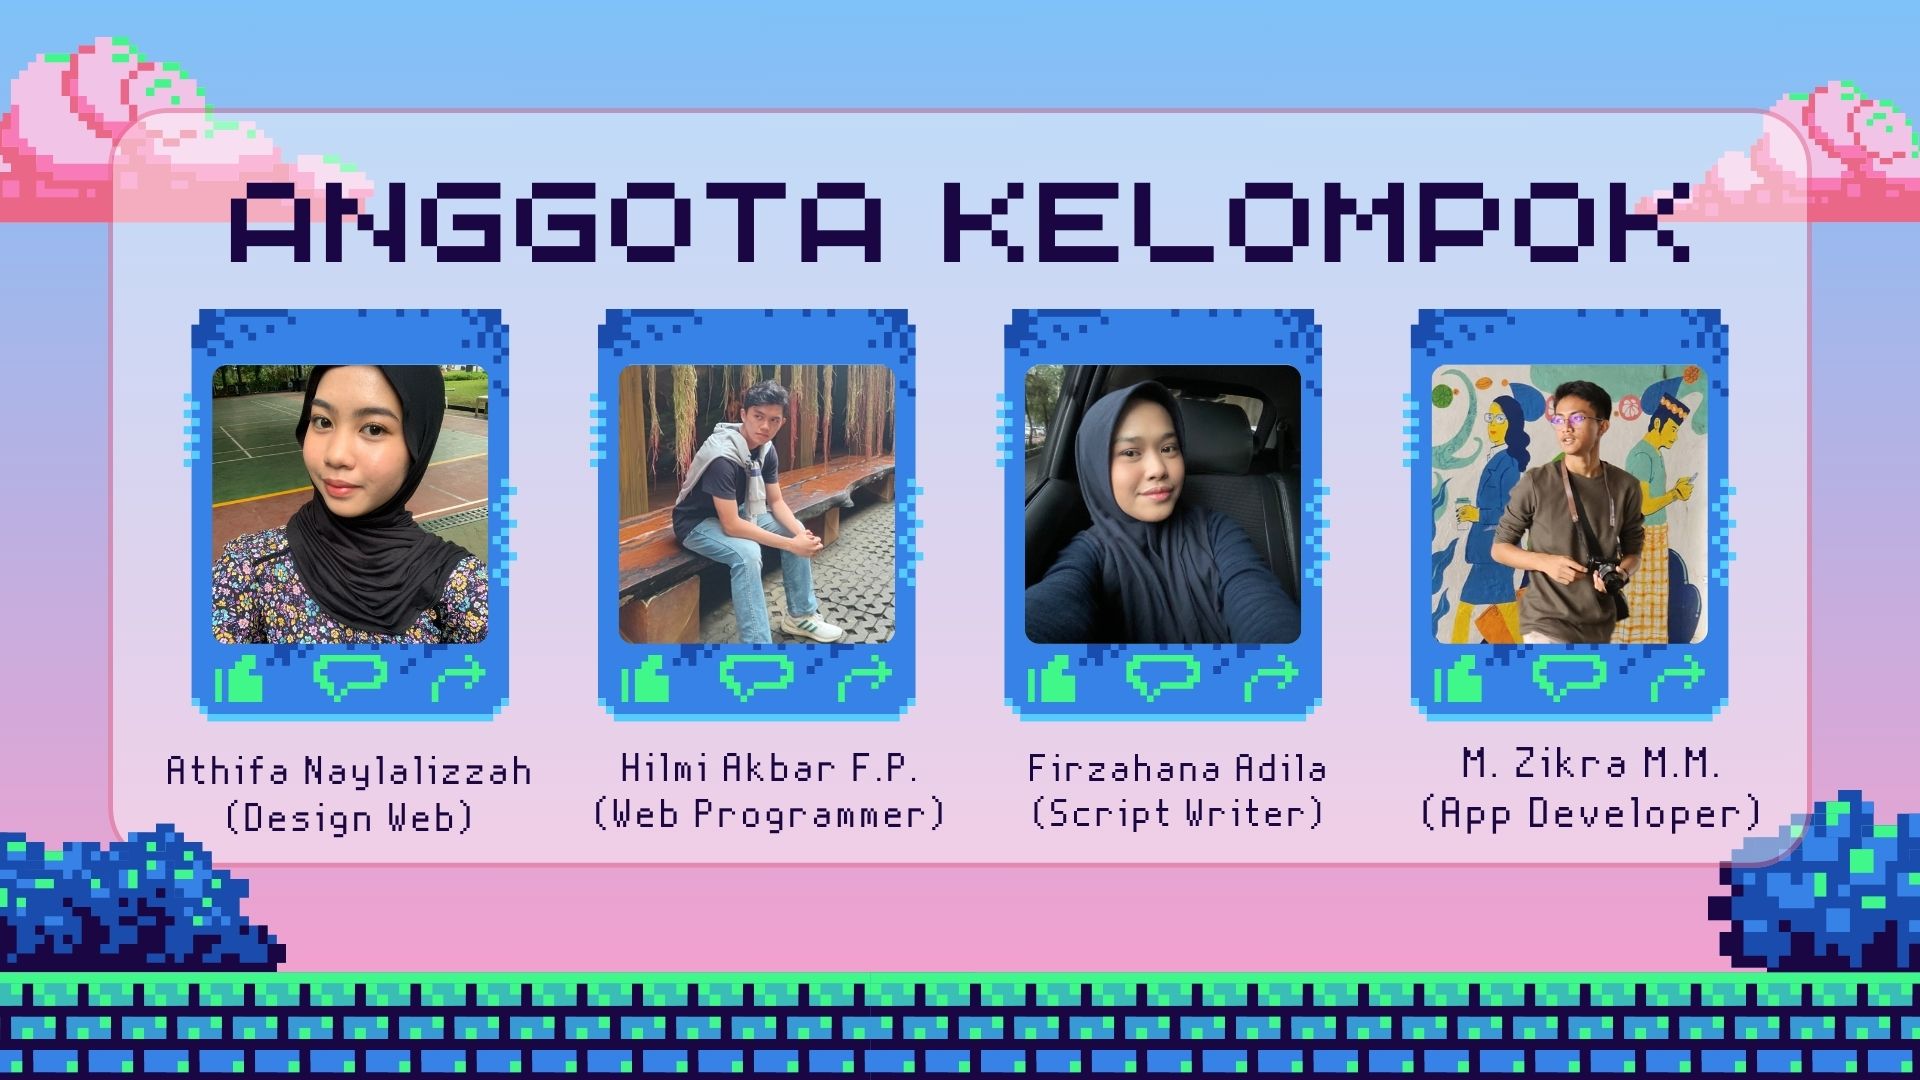 ANGGOTA KELOMPOK
Athifa Naylalizzah
(Design Web)
Hilmi Akbar F.P.
(Web Programmer)
Firzahana Adila
(Script Writer)
M. Zikra M.M.
(App Developer)